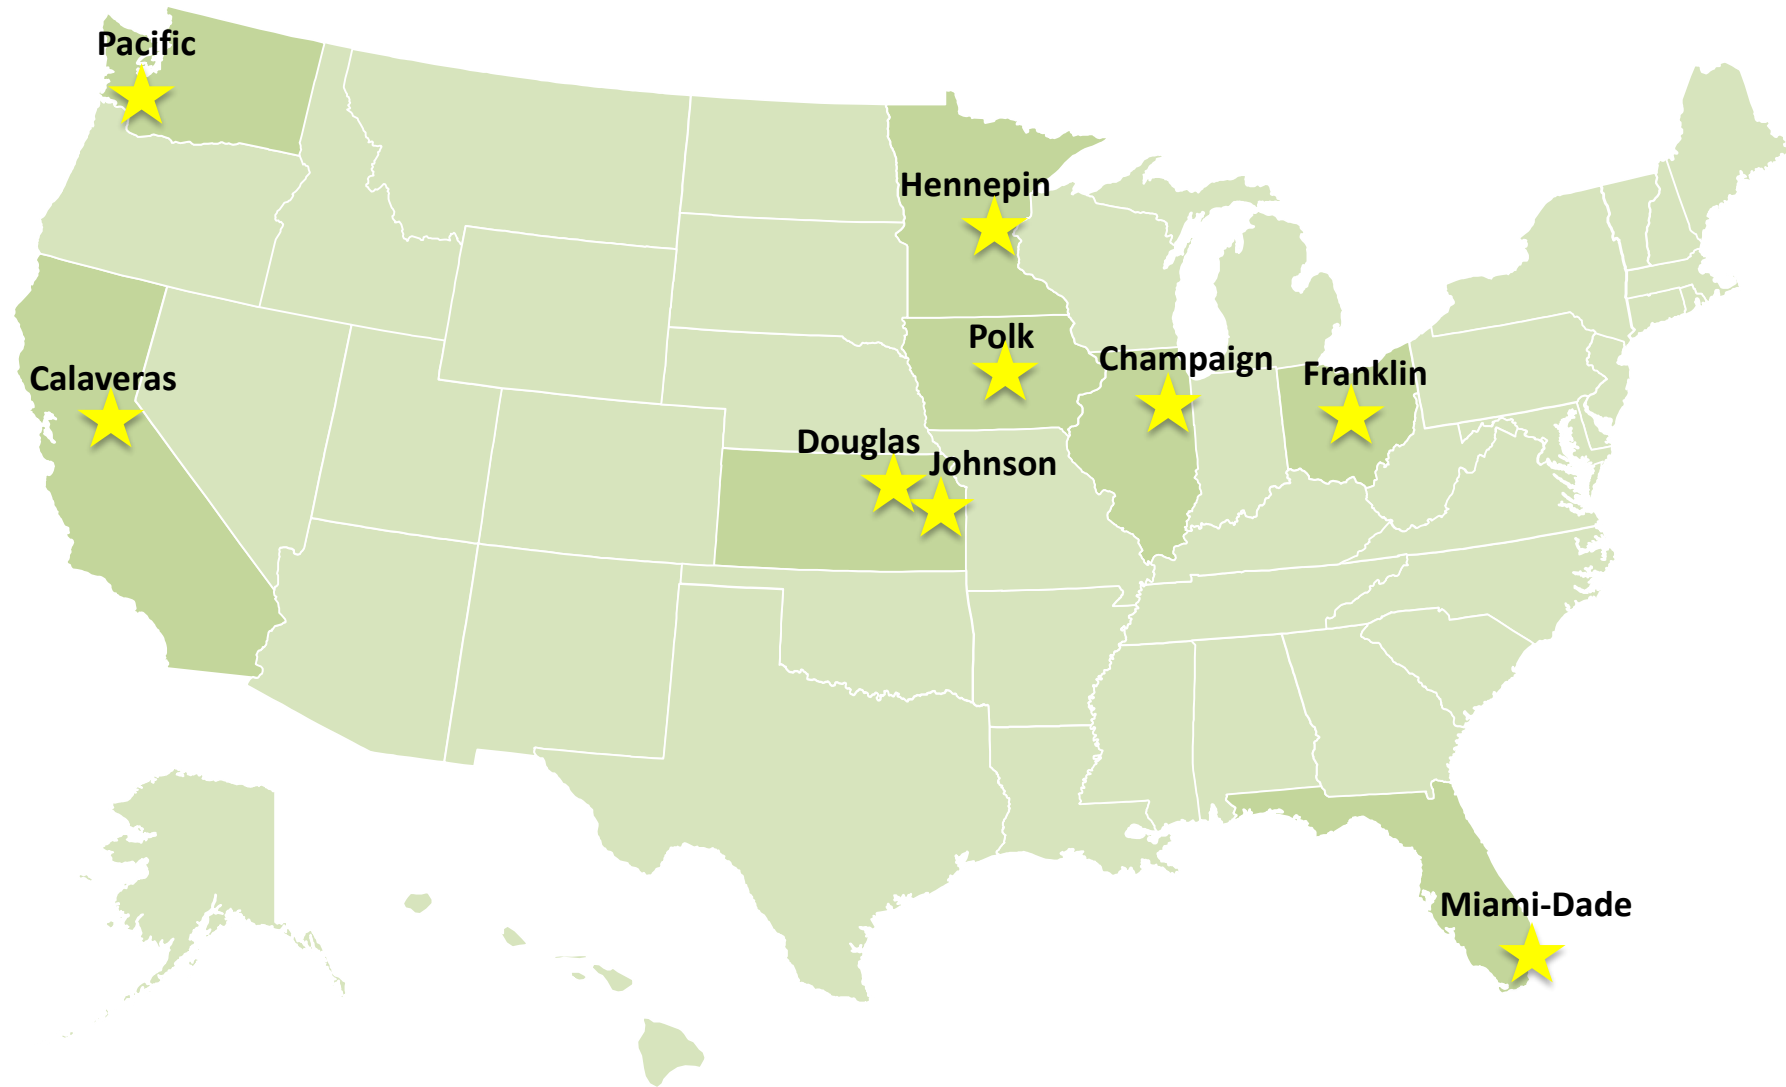 Pacific
Hennepin
Polk
Champaign
Franklin
Calaveras
Douglas
Johnson
Miami-Dade